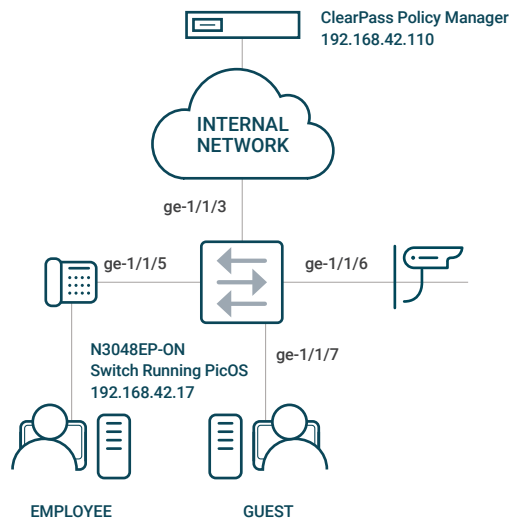 ClearPass Policy Manager
192.168.42.110
INTERNAL
NETWORK
ge-1/1/3
ge-1/1/5
ge-1/1/6
N3048EP-ON
Switch Running PicOS
192.168.42.17
ge-1/1/7
EMPLOYEE
GUEST